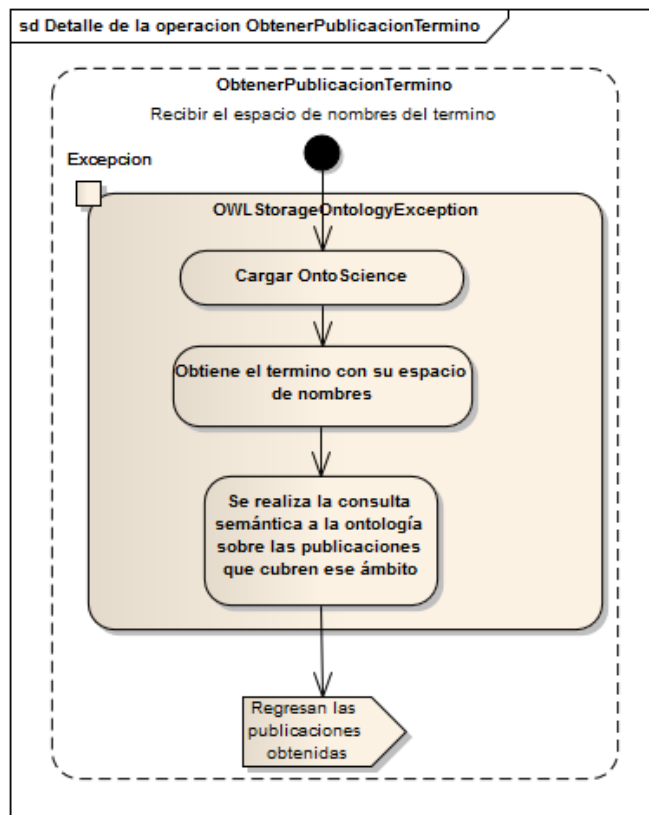 sd Detalle de la operacion ObtenerPublicacionTermino
ObtenerPublicacionTermino
Recibir el espacio de nombres del termino
Excepcion
OWLStorageOntologyException
Cargar OntoScience
Obtiene el termino con su espacio
de nombres
Se realiza la consulta
semántica a la ontología
sobre las publicaciones
que cubren ese ámbito
Regresan las
publicaciones
obtenidas